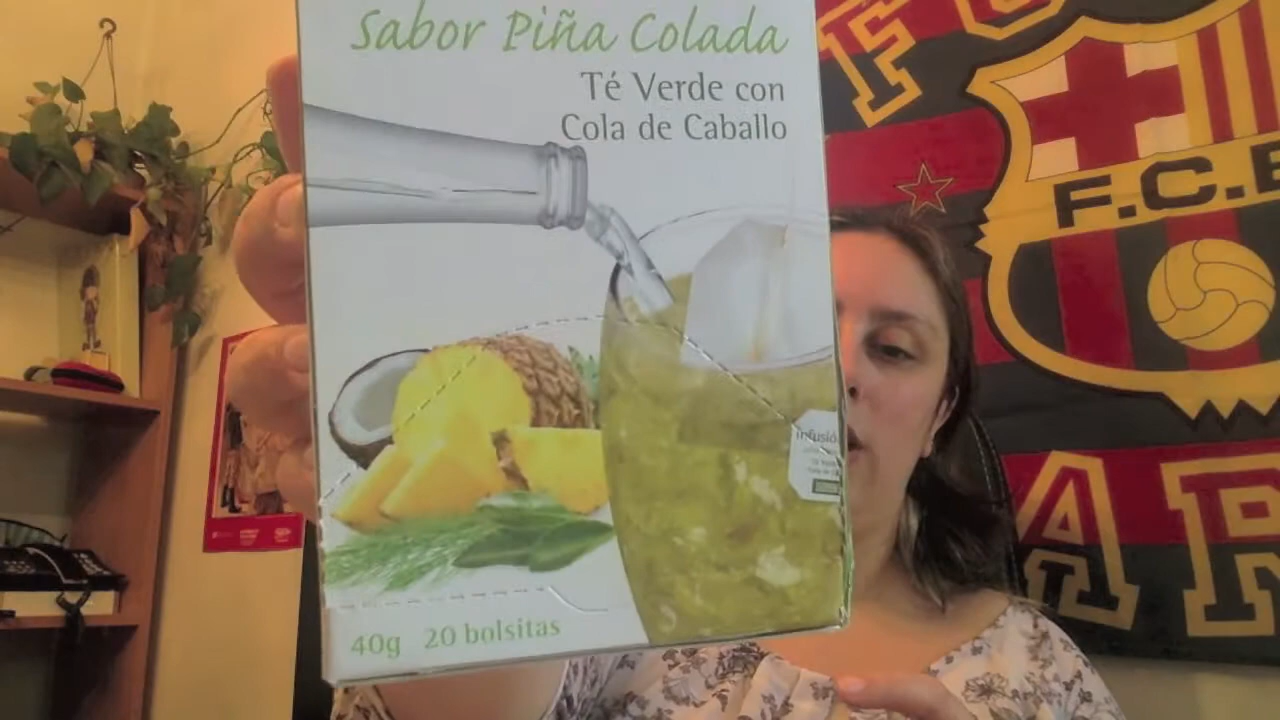 Sabor Piña Colada
Té Verde con
Cola de Caballo
40g 20 bolsitas
F.C.B